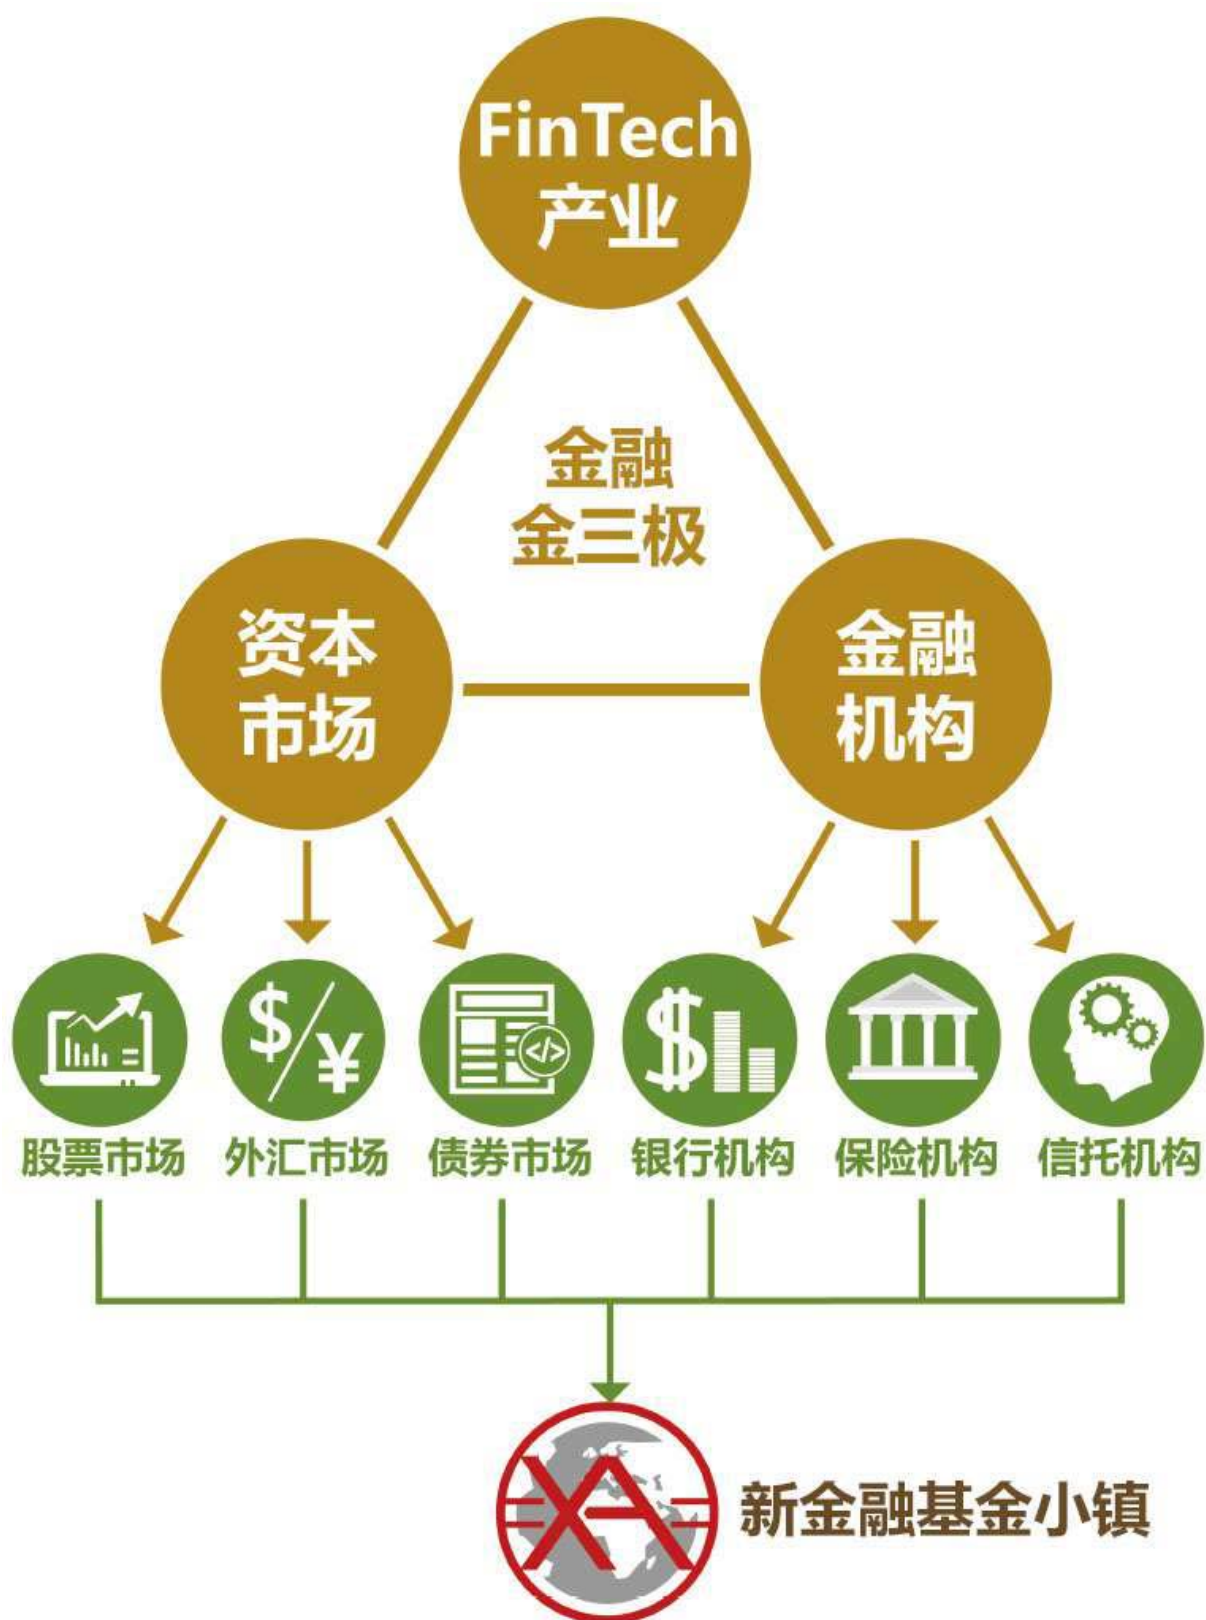 FinTech
产业
金融
金三极
资本
市场
金融
机构
$/¥
</>
$
股票市场
外汇市场
债券市场
银行机构
保险机构
信托机构
XA
新金融基金小镇